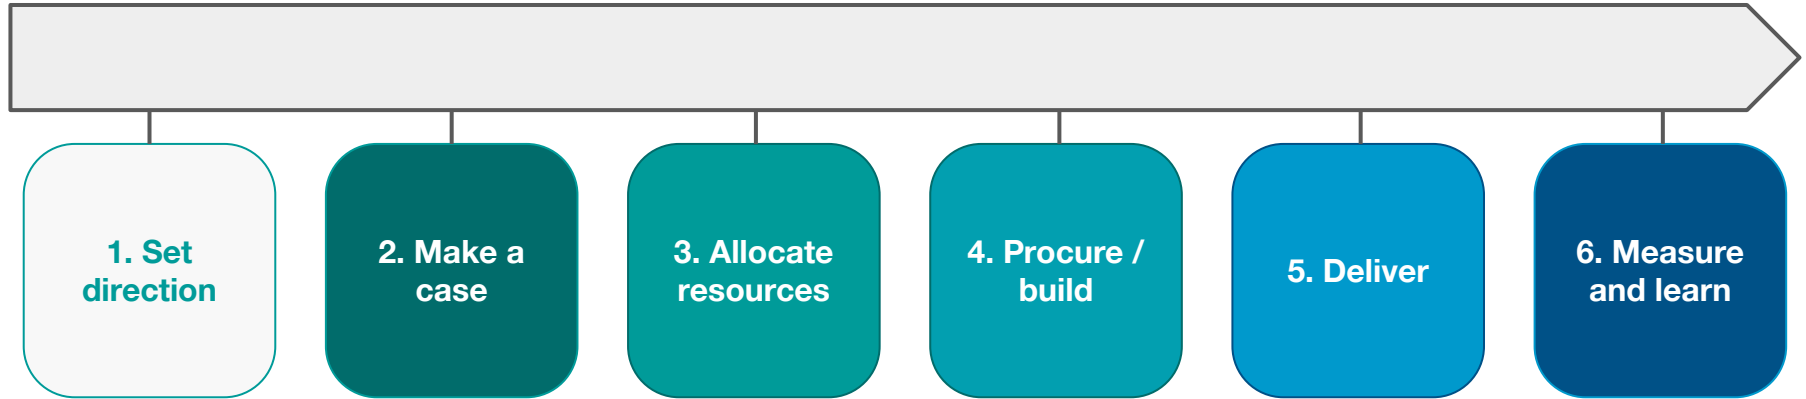 1. Set
direction
2. Make a
case
3. Allocate
resources
4. Procure /
build
5. Deliver
6. Measure
and learn